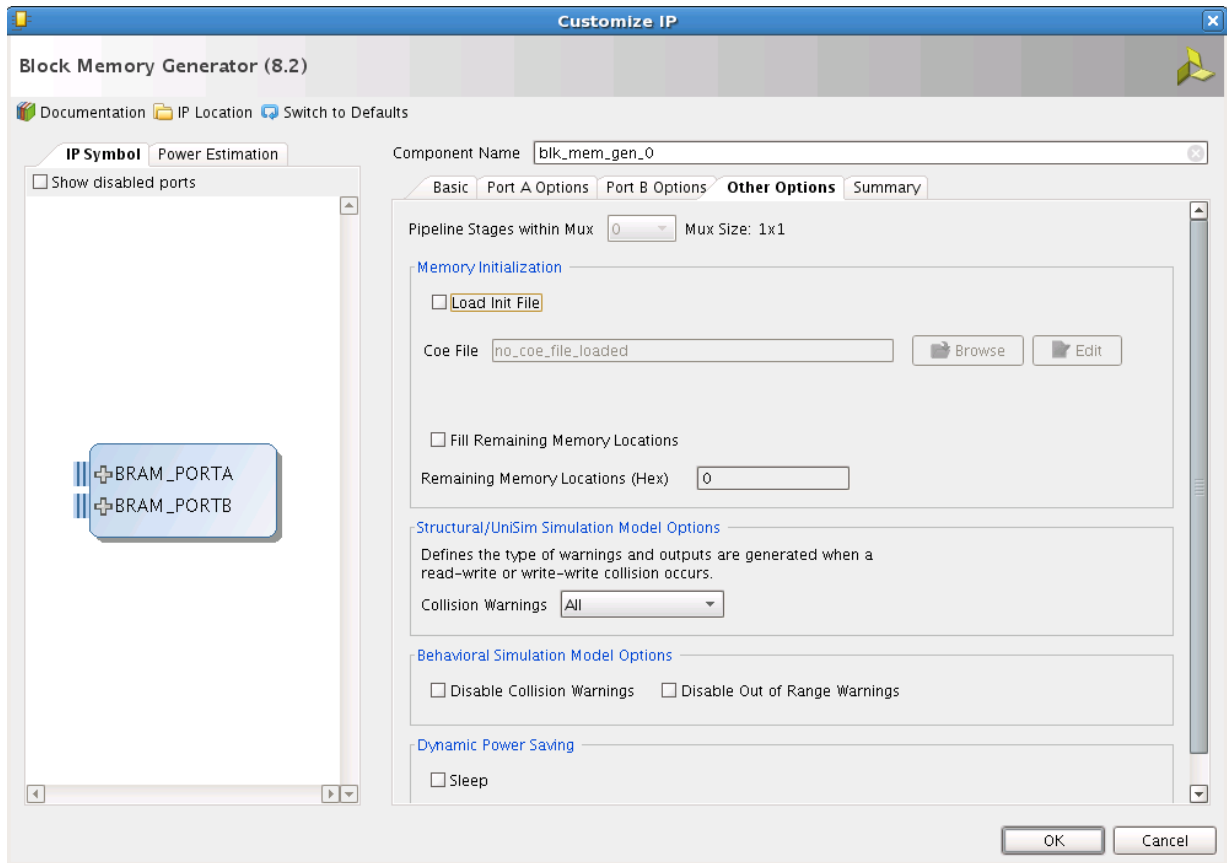 Customize IP
Block Memory Generator (8.2)
Documentation IP Location Switch to Defaults
IP Symbol Power Estimation
Show disabled ports
BRAM_PORTA
BRAM_PORTB
Component Name blk_mem_gen_0
Basic Port A Options Port B Options Other Options Summary
Pipeline Stages within Mux 0 Mux Size: 1x1
Memory Initialization
Load Init File
Coe File no_coe_file_loaded Browse Edit
Fill Remaining Memory Locations
Remaining Memory Locations (Hex) 0
Structural/UniSim Simulation Model Options
Defines the type of warnings and outputs are generated when a
read-write or write-write collision occurs.
Collision Warnings All
Behavioral Simulation Model Options
Disable Collision Warnings Disable Out of Range Warnings
Dynamic Power Saving
Sleep
OK Cancel